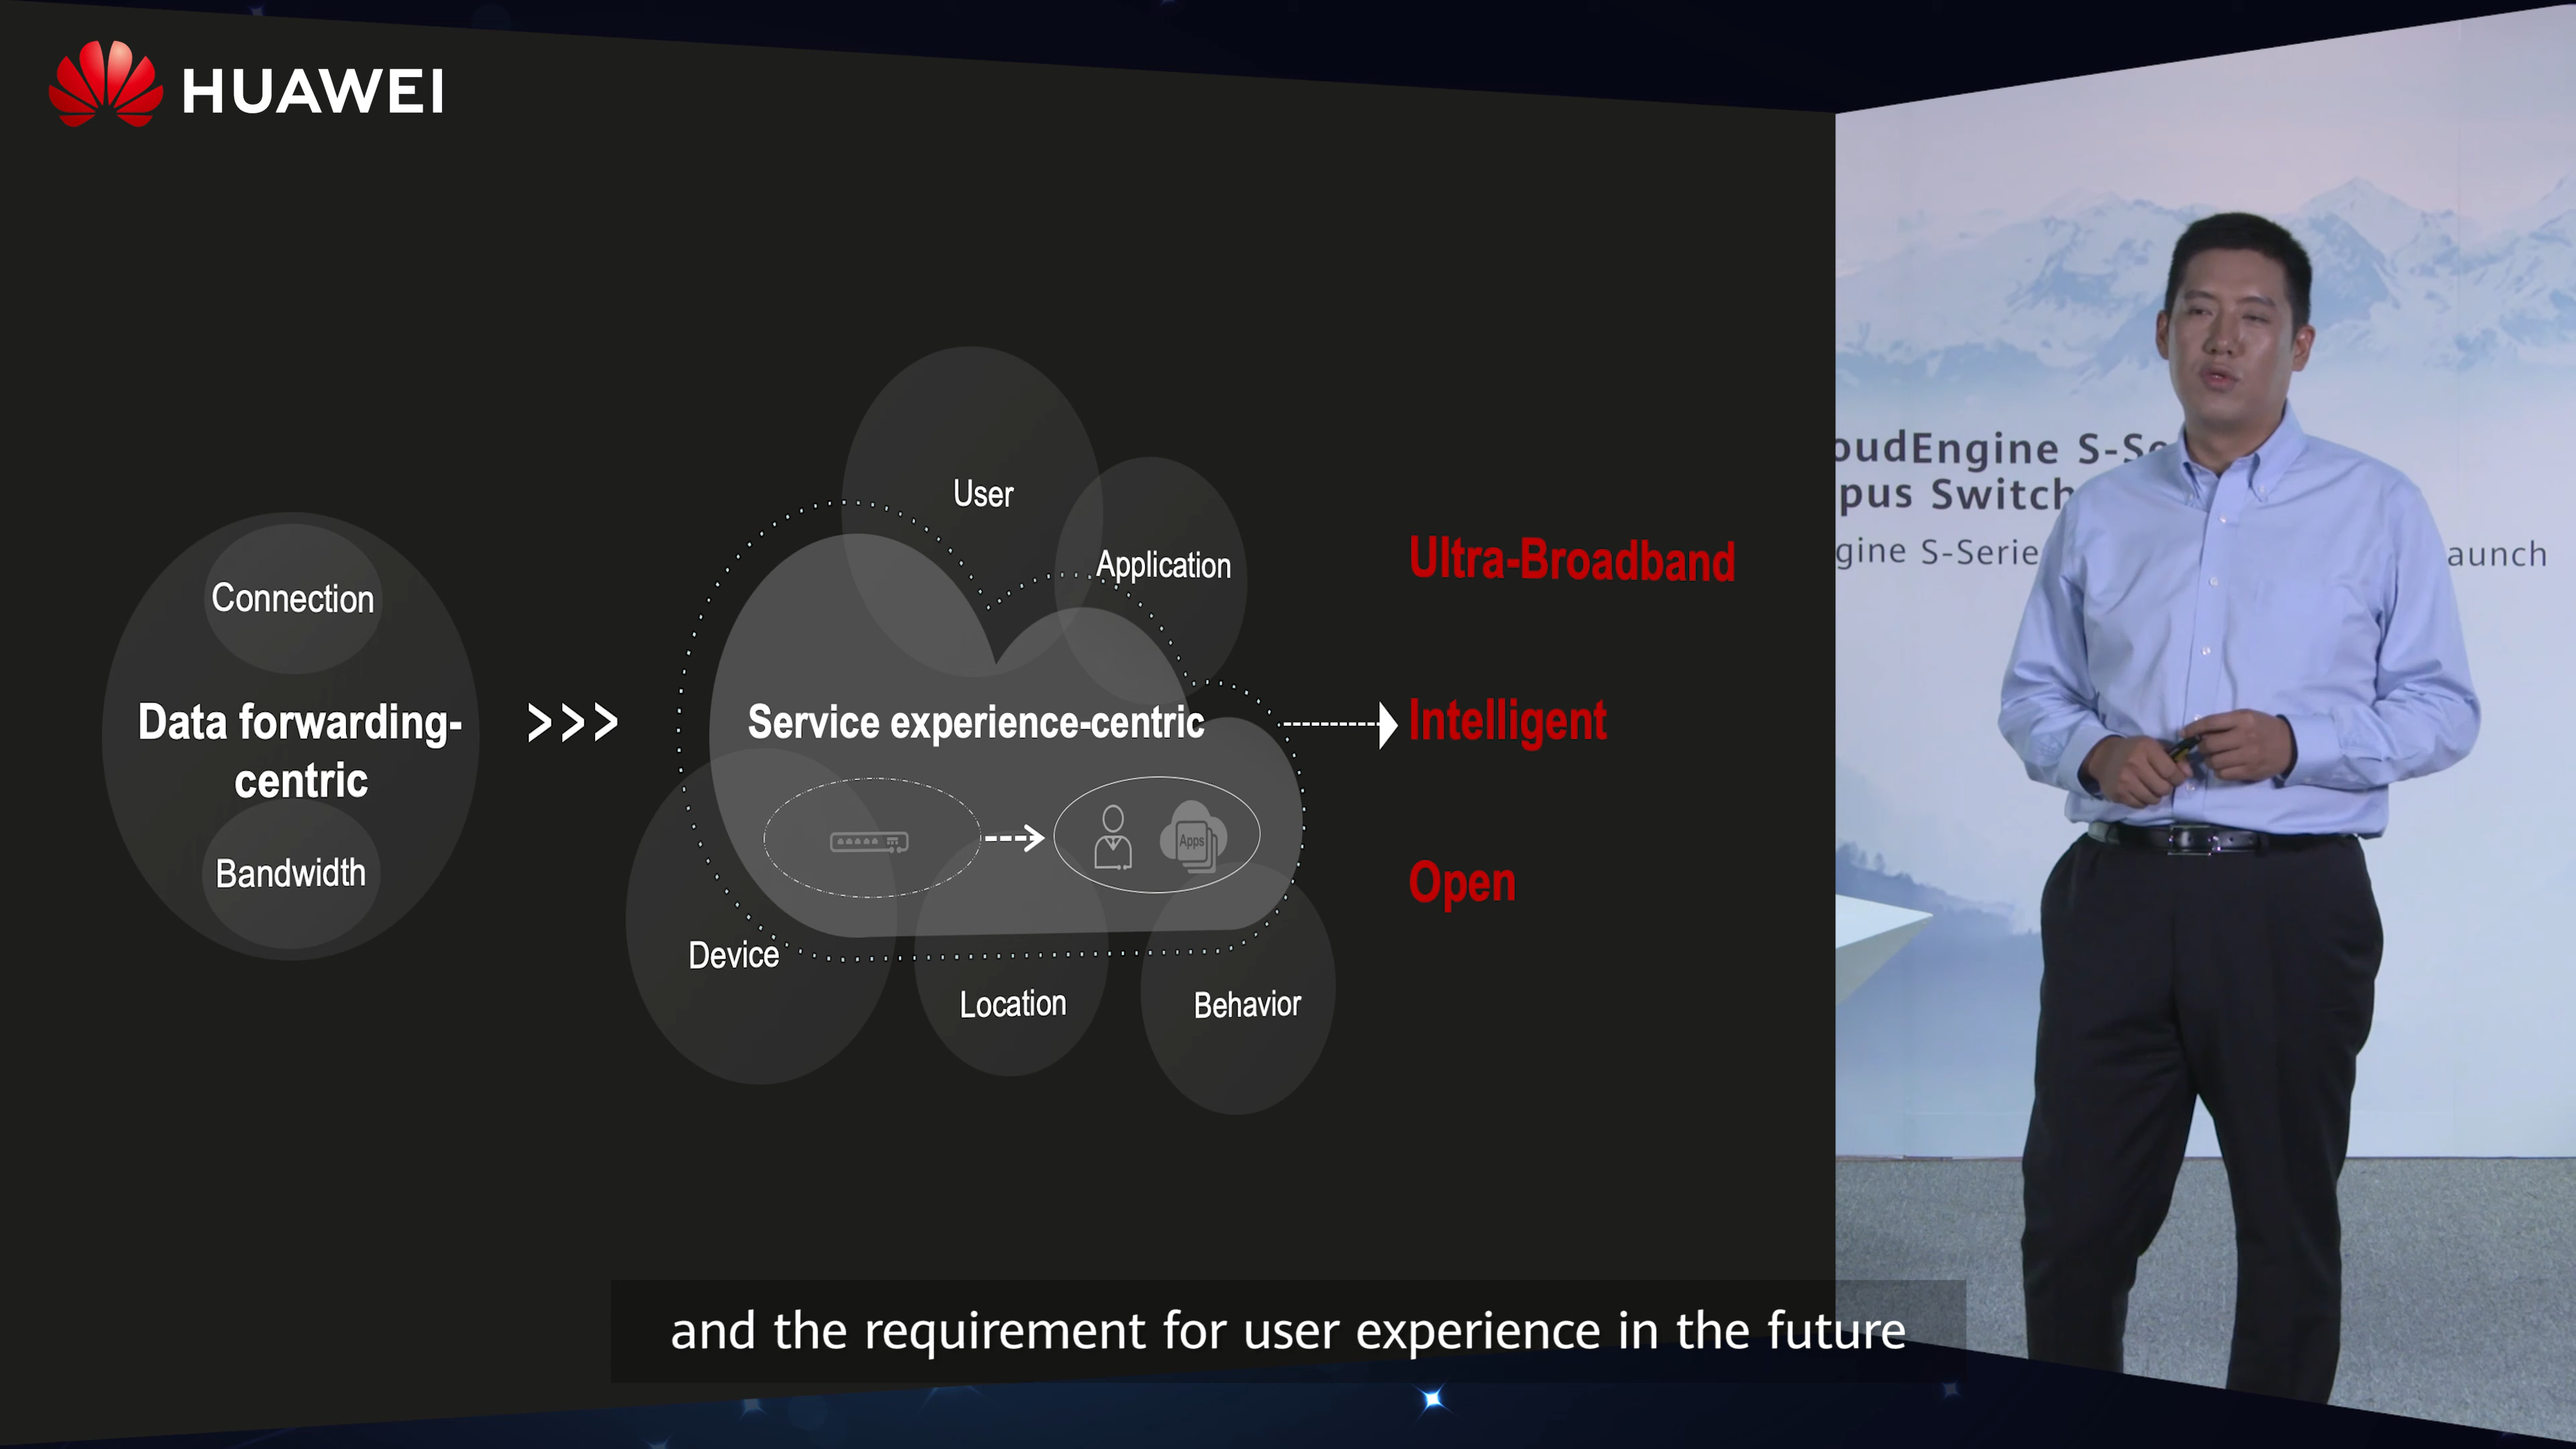 HUAWEI
User
Application
Connection
Data forwarding-
centric
Bandwidth
>>>
Service experience-centric
Apps
Device
Location
Behavior
Ultra-Broadband
Intelligent
Open
oudEngine S-Se
pus Switch
gine S-Serie
aunch
and the requirement for user experience in the future